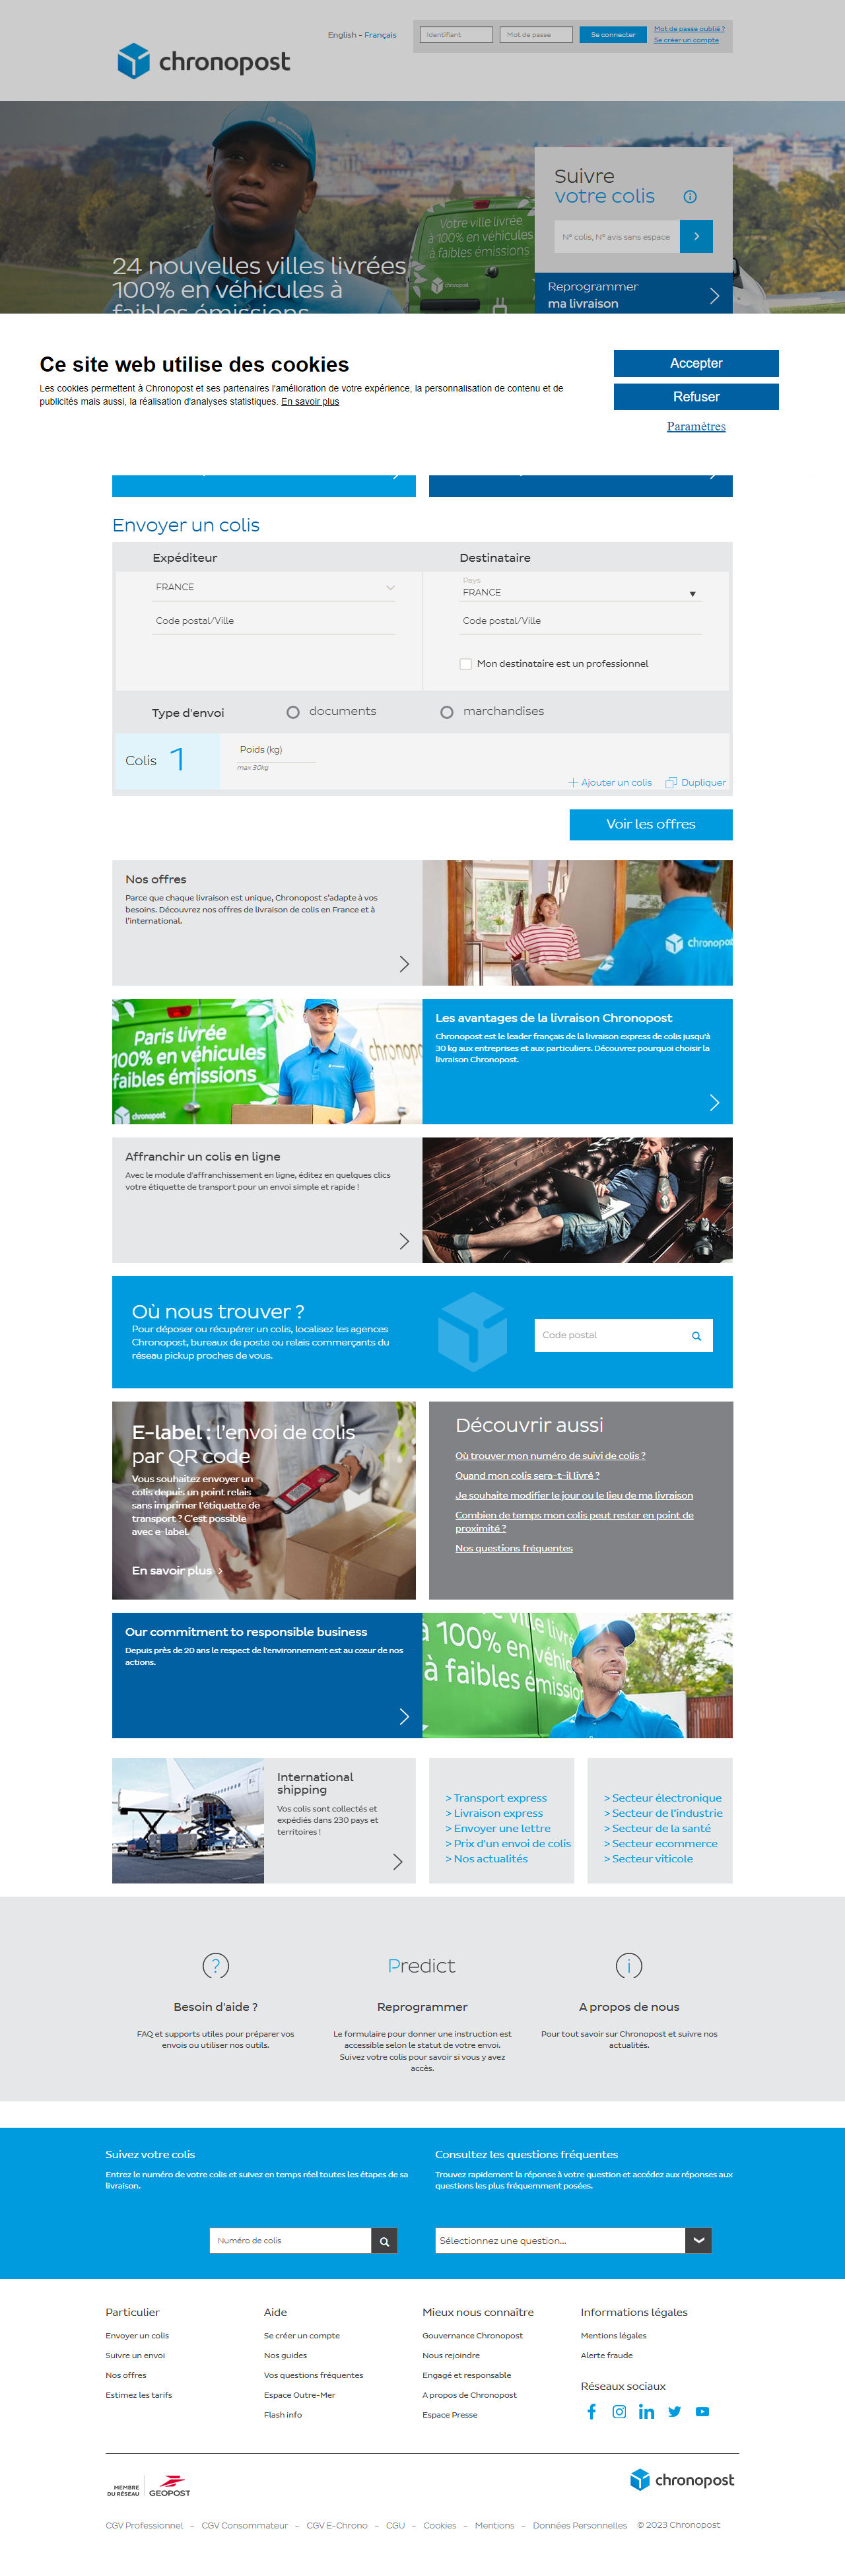 English - Français
Identifiant
Mot de passe
Se connecter
Mot de passe oublié ?
Se créer un compte
chronopost
Suivre
votre colis
N° colis, N° avis sans espace
Votre ville livrée
à 100% en véhicules
à faibles émissions
chronopost
24 nouvelles villes livrées
100% en véhicules à
faibles émissions
Reprogrammer
ma livraison
Ce site web utilise des cookies
Les cookies permettent à Chronopost et ses partenaires l'amélioration de votre expérience, la personnalisation de contenu et de
publicités mais aussi, la réalisation d'analyses statistiques. En savoir plus
Accepter
Refuser
Paramètres
Envoyer un colis
Expéditeur
Destinataire
FRANCE
Pays
FRANCE
Code postal/Ville
Code postal/Ville
Mon destinataire est un professionnel
Type d'envoi
documents
marchandises
Colis 1
Poids (kg)
max 30kg
Ajouter un colis
Dupliquer
Voir les offres
Nos offres
Parce que chaque livraison est unique, Chronopost s'adapte à vos
besoins. Découvrez nos offres de livraison de colis en France et à
l'international.
chronopost
Paris livrée
100% en véhicules
faibles émissions
chronopost
chronopo
Les avantages de la livraison Chronopost
Chronopost est le leader français de la livraison express de colis jusqu'à
30 kg aux entreprises et aux particuliers. Découvrez pourquoi choisir la
livraison Chronopost.
Affranchir un colis en ligne
Avec le module d'affranchissement en ligne, éditez en quelques clics
votre étiquette de transport pour un envoi simple et rapide !
Où nous trouver ?
Pour déposer ou récupérer un colis, localisez les agences
Chronopost, bureaux de poste ou relais commerçants du
réseau pickup proches de vous.
Code postal
E-label : l'envoi de colis
par QR code
Vous souhaitez envoyer un
colis depuis un point relais
sans imprimer l'étiquette de
transport ? C'est possible
avec e-label.
En savoir plus >
Découvrir aussi
Où trouver mon numéro de suivi de colis ?
Quand mon colis sera-t-il livré ?
Je souhaite modifier le jour ou le lieu de ma livraison
Combien de temps mon colis peut rester en point de
proximité ?
Nos questions fréquentes
Our commitment to responsible business
Depuis près de 20 ans le respect de l'environnement est au cœur de nos
actions.
e ville livré
à 100% en véh
à faibles émissio
International
shipping
Vos colis sont collectés et
expédiés dans 230 pays et
territoires !
> Transport express
> Livraison express
> Envoyer une lettre
> Prix d'un envoi de colis
> Nos actualités
> Secteur électronique
> Secteur de l'industrie
> Secteur de la santé
> Secteur ecommerce
> Secteur viticole
Predict
Besoin d'aide ?
Reprogrammer
A propos de nous
FAQ et supports utiles pour préparer vos
envois ou utiliser nos outils.
Le formulaire pour donner une instruction est
accessible selon le statut de votre envoi.
Suivez votre colis pour savoir si vous y avez
accès.
Pour tout savoir sur Chronopost et suivre nos
actualités.
Suivez votre colis
Entrez le numéro de votre colis et suivez en temps réel toutes les étapes de sa
livraison.
Numéro de colis
Consultez les questions fréquentes
Trouvez rapidement la réponse à votre question et accédez aux réponses aux
questions les plus fréquemment posées.
Sélectionnez une question...
Particulier
Envoyer un colis
Suivre un envoi
Nos offres
Estimez les tarifs
Aide
Se créer un compte
Nos guides
Vos questions fréquentes
Espace Outre-Mer
Flash info
Mieux nous connaître
Gouvernance Chronopost
Nous rejoindre
Engagé et responsable
A propos de Chronopost
Espace Presse
Informations légales
Mentions légales
Alerte fraude
Réseaux sociaux
MEMBRE
DU RÉSEAU
GEOPOST
chronopost
CGV Professionnel - CGV Consommateur - CGV E-Chrono - CGU - Cookies - Mentions - Données Personnelles © 2023 Chronopost